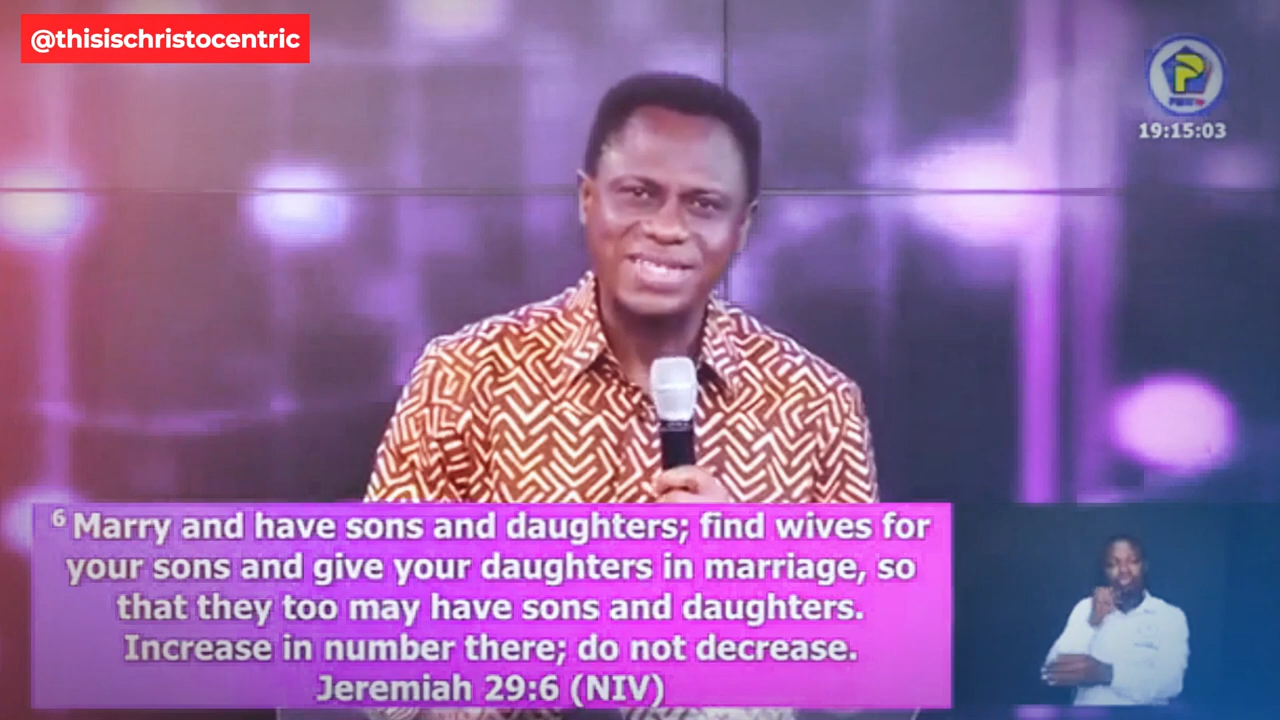 @thisischristocentric
P
19:15:03
6 Marry and have sons and daughters; find wives for
your sons and give your daughters in marriage, so
that they too may have sons and daughters.
Increase in number there; do not decrease.
Jeremiah 29:6 (NIV)